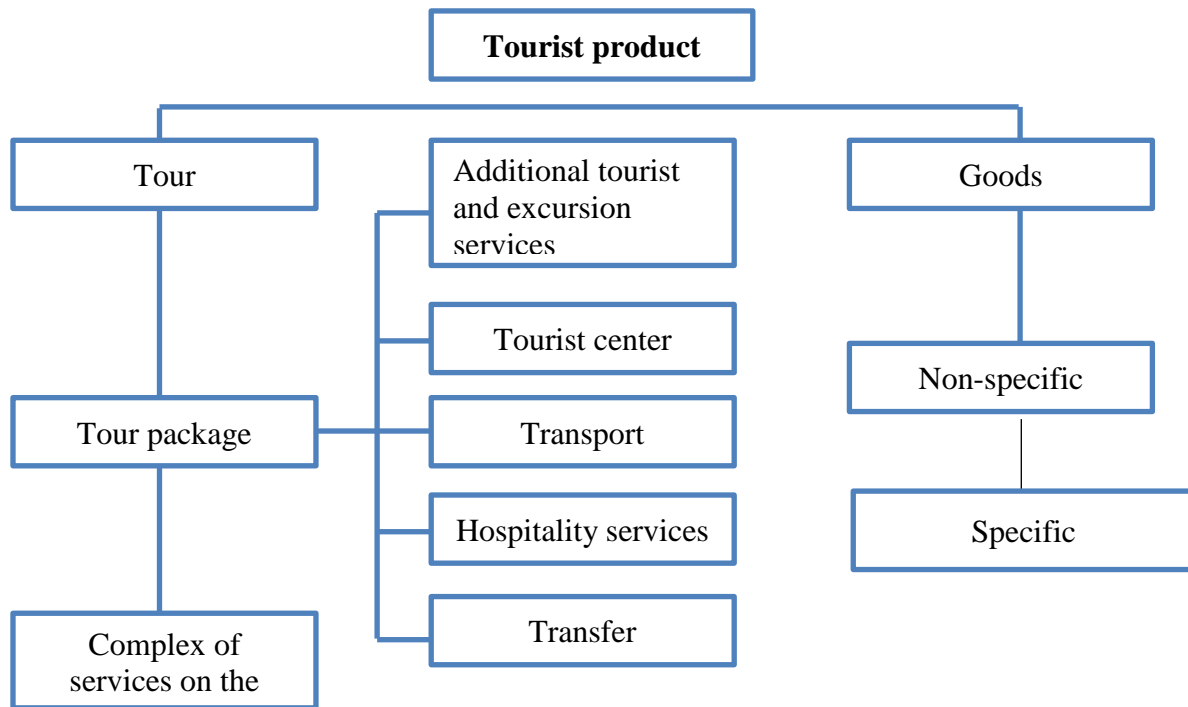 Tourist product
Tour
Additional tourist
and excursion
services
Goods
Tourist center
Non-specific
Tour package
Transport
Hospitality services
Specific
Transfer
Complex of
services on the